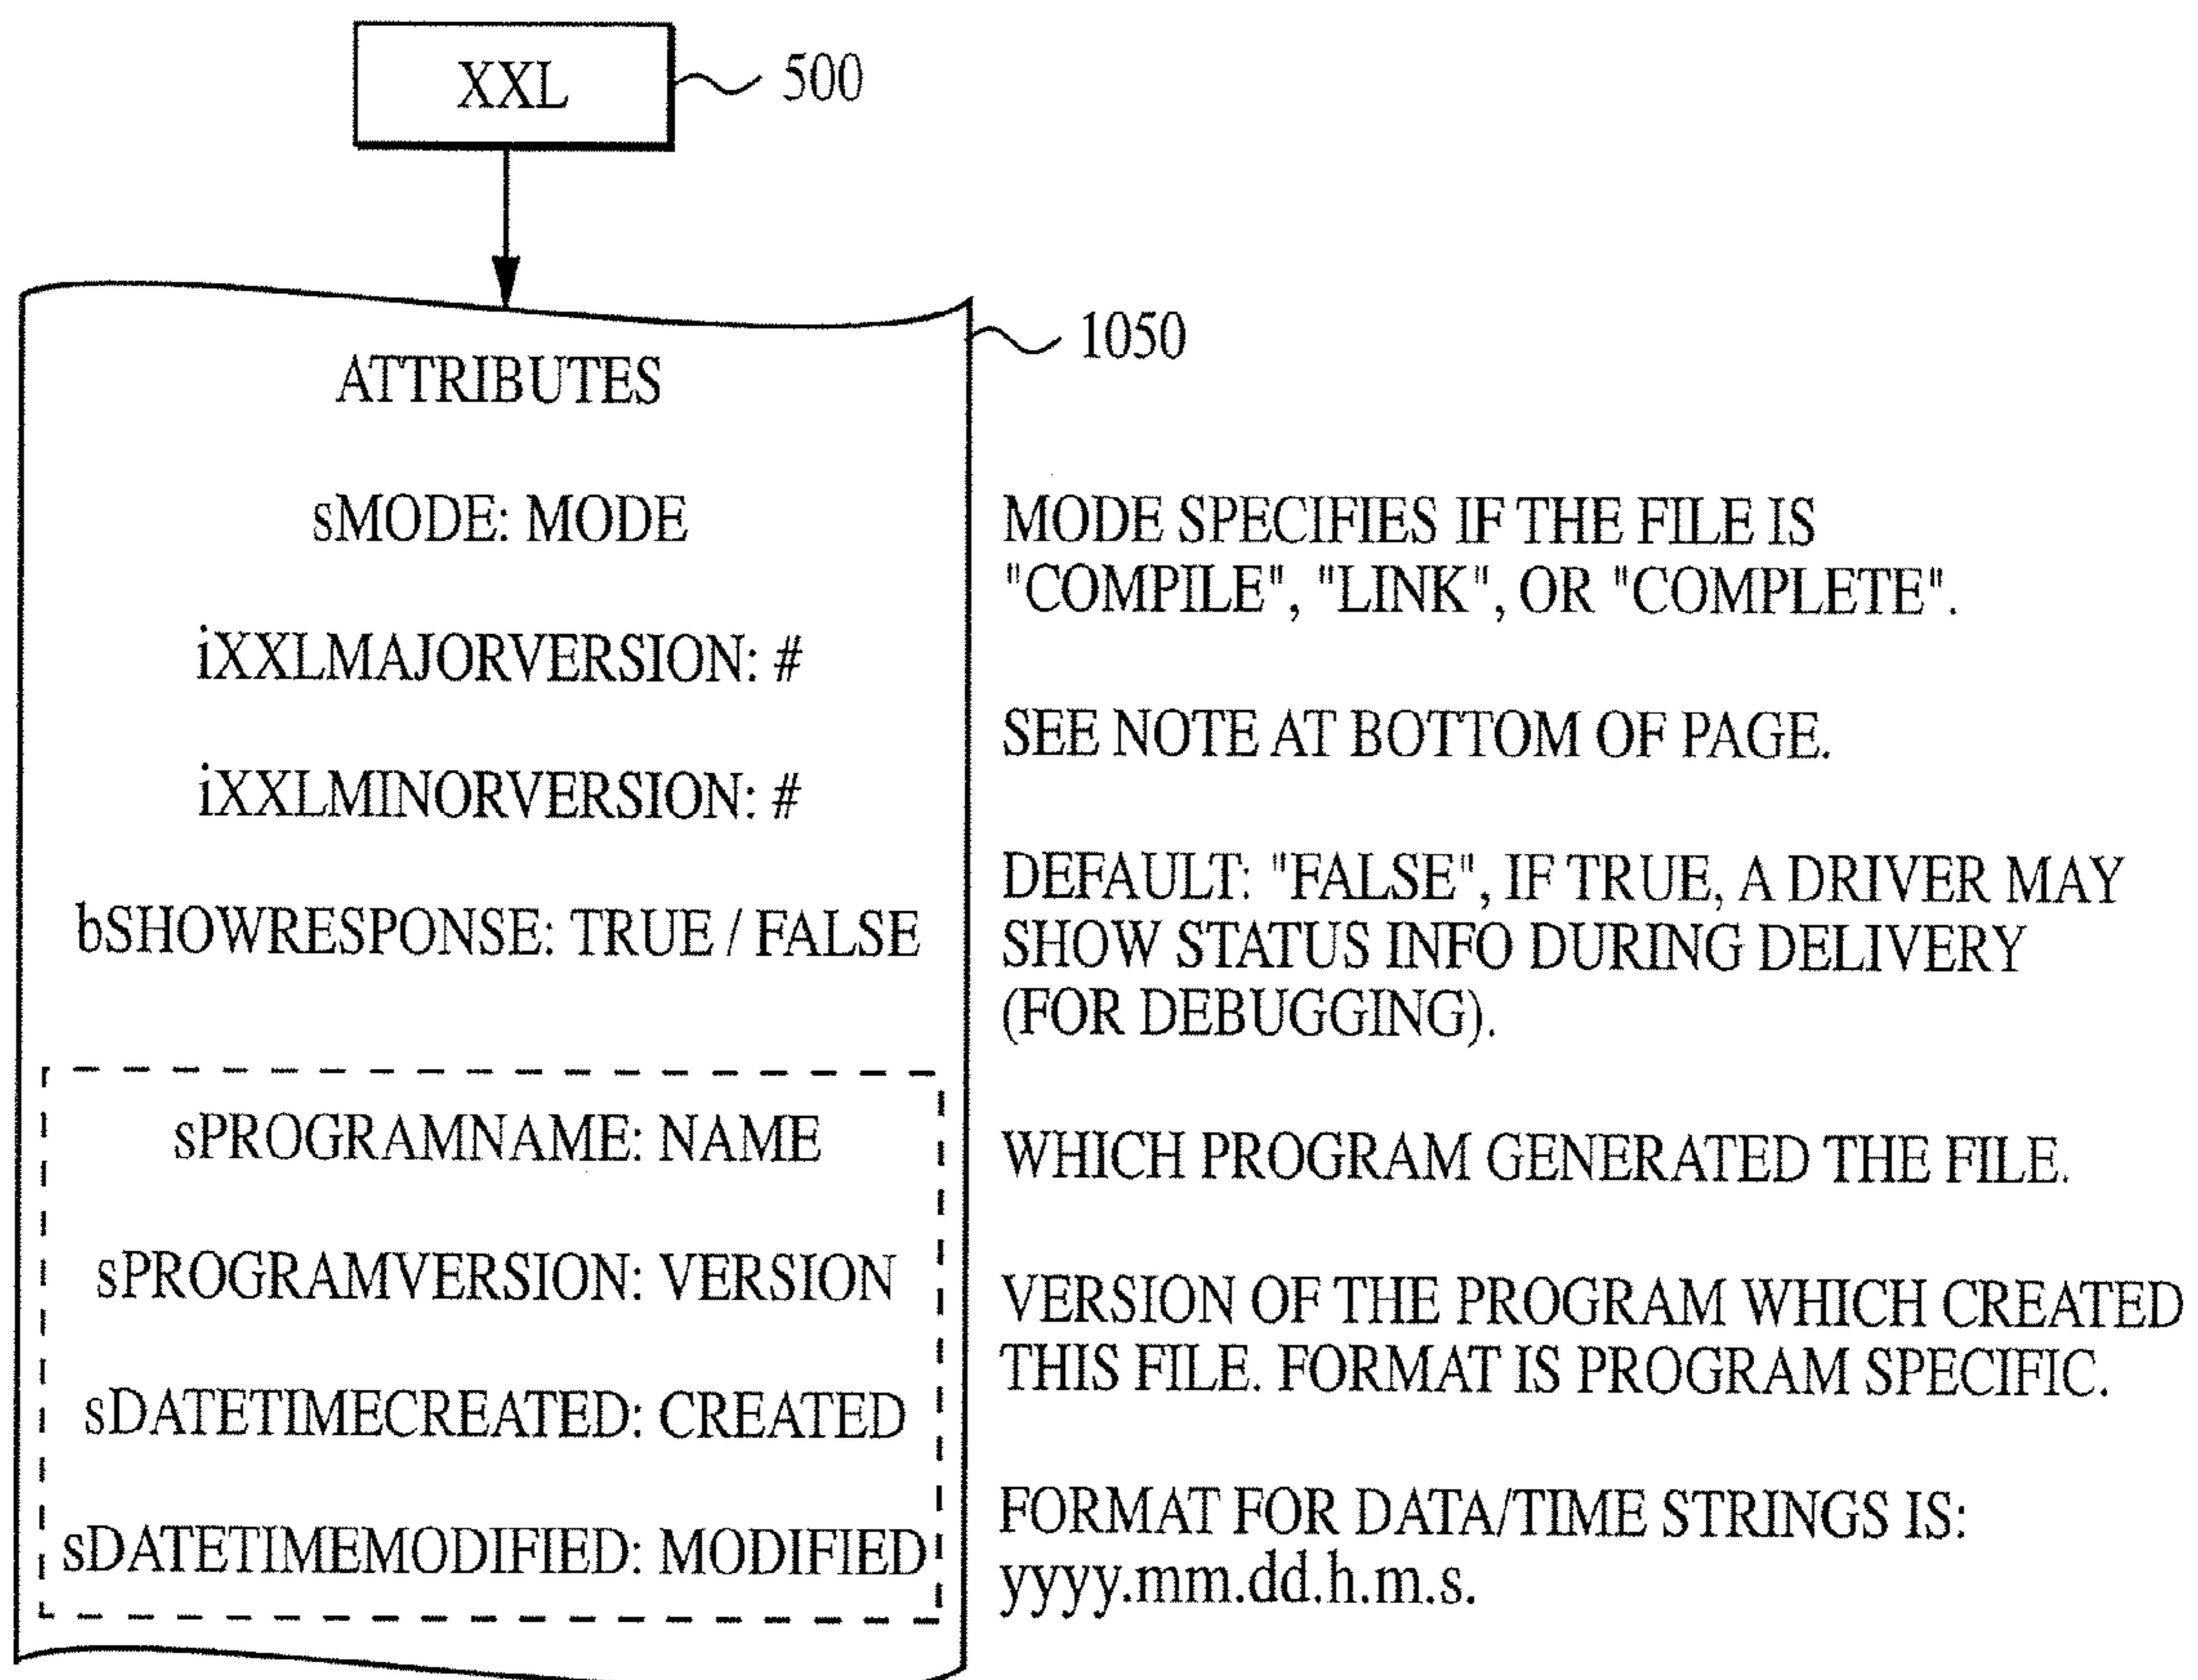 XXL
500
1050
ATTRIBUTES
sMODE: MODE
MODE SPECIFIES IF THE FILE IS
"COMPILE", "LINK", OR "COMPLETE".
iXXLMAJORVERSION: #
SEE NOTE AT BOTTOM OF PAGE.
iXXLMINORVERSION: #
bSHOWRESPONSE: TRUE / FALSE
DEFAULT: "FALSE", IF TRUE, A DRIVER MAY
SHOW STATUS INFO DURING DELIVERY
(FOR DEBUGGING).
sPROGRAMNAME: NAME
WHICH PROGRAM GENERATED THE FILE.
sPROGRAMVERSION: VERSION
VERSION OF THE PROGRAM WHICH CREATED
THIS FILE. FORMAT IS PROGRAM SPECIFIC.
sDATETIMECREATED: CREATED
sDATETIMEMODIFIED: MODIFIED
FORMAT FOR DATA/TIME STRINGS IS:
yyyy.mm.dd.h.m.s.